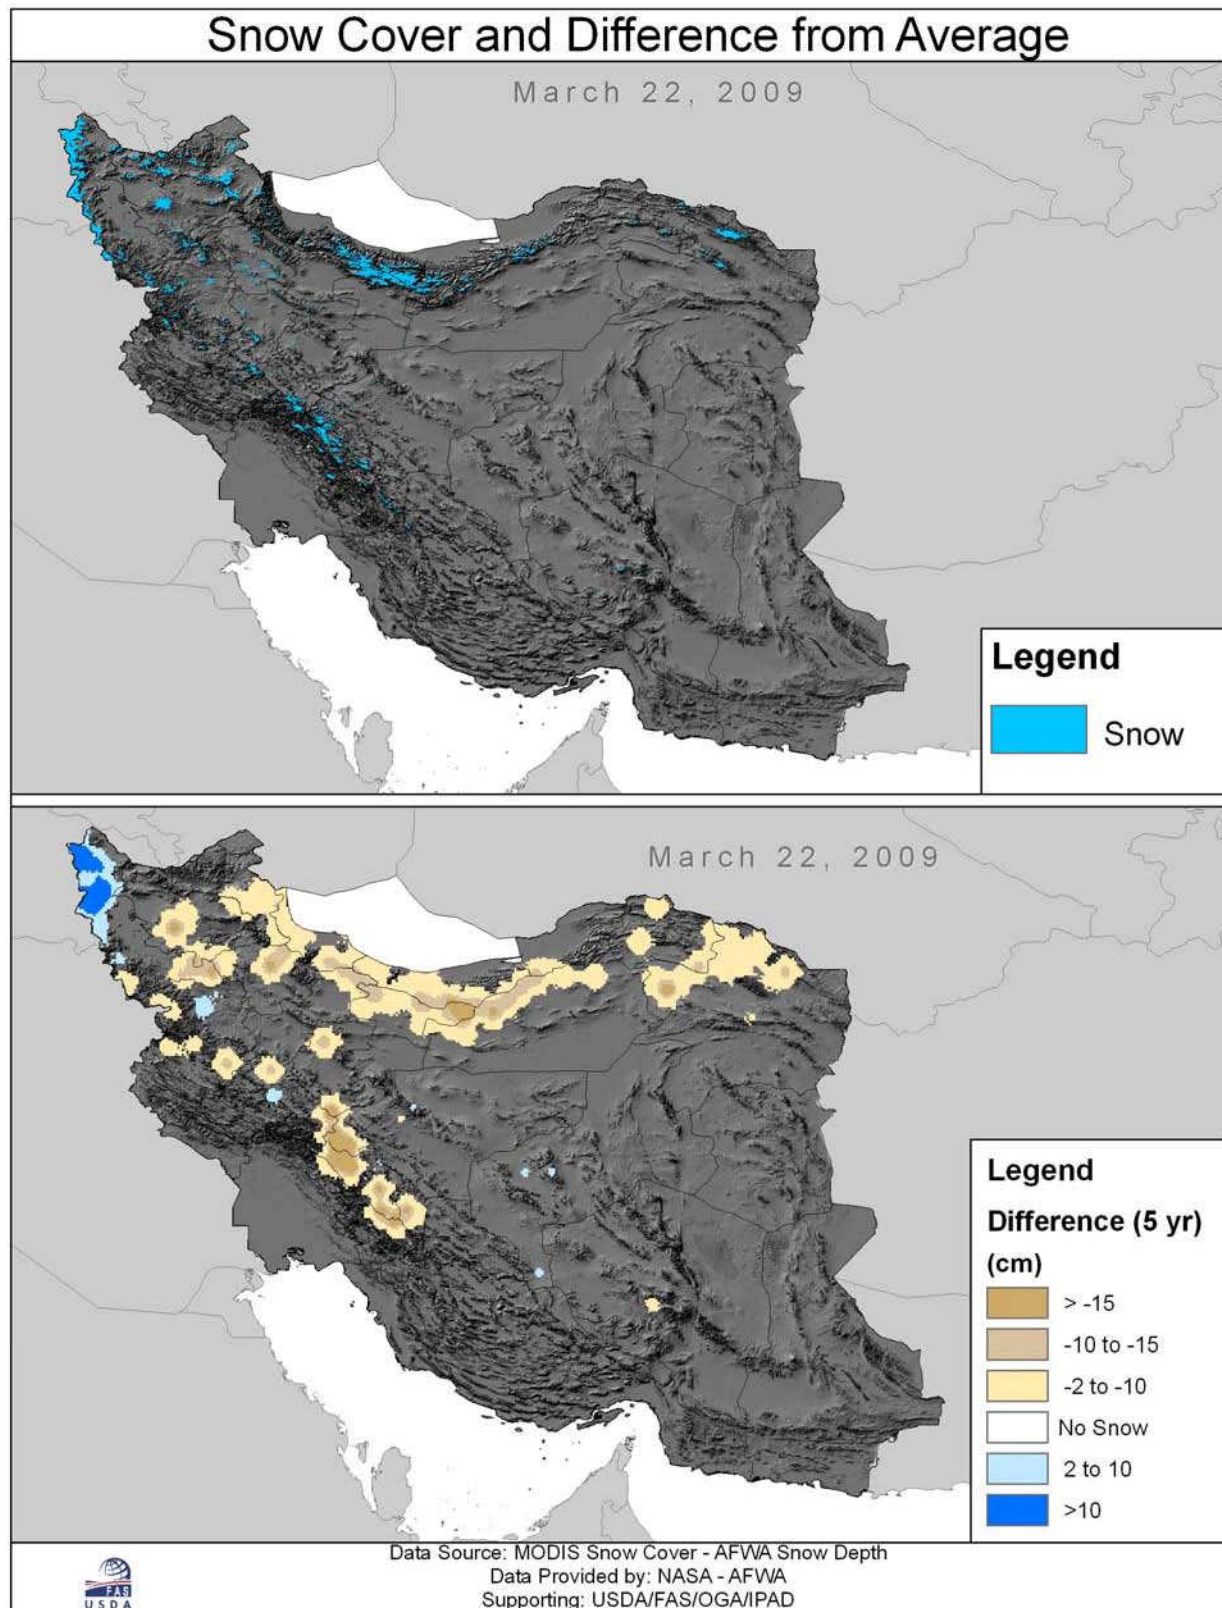 Snow Cover and Difference from Average
March 22, 2009
Legend
Snow
March 22, 2009
Legend
Difference (5 yr)
(cm)
> -15
-10 to -15
-2 to -10
No Snow
2 to 10
>10
Data Source: MODIS Snow Cover - AFWA Snow Depth
Data Provided by: NASA - AFWA
Supporting: USDA/FAS/OGA/IPAD
FAS
USDA